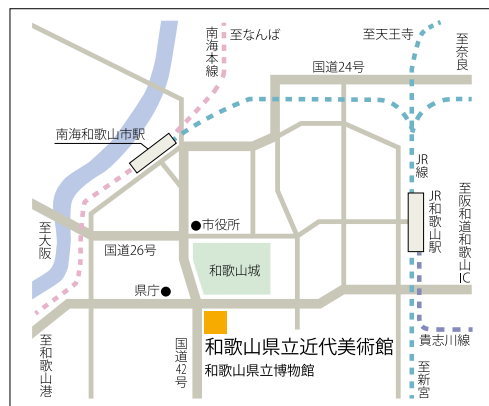 南海本線
至なんば
至天王寺
至奈良
国道24号
南海和歌山市駅
JR線
JR和歌山駅
至阪和道和歌山IC
市役所
至大阪
国道26号
和歌山城
県庁
貴志川線
至和歌山港
国道42号
和歌山県立近代美術館
和歌山県立博物館
至新宮